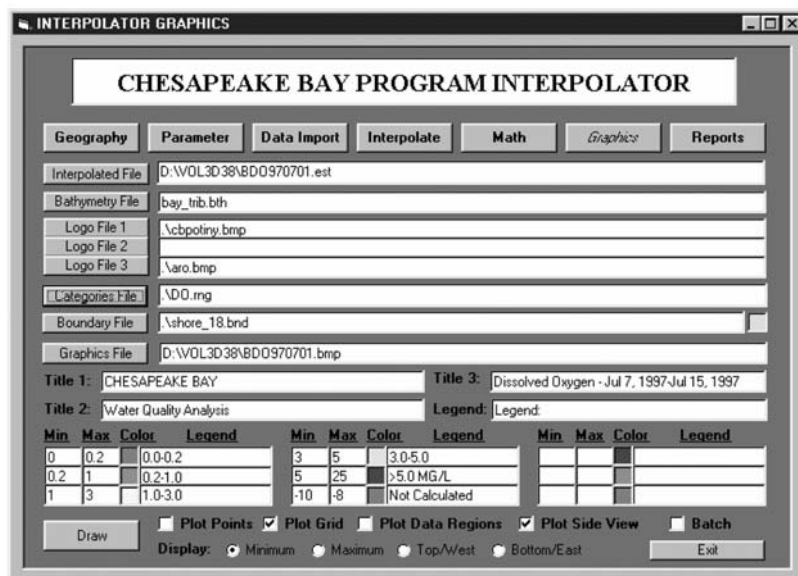 INTERPOLATOR GRAPHICS
CHESAPEAKE BAY PROGRAM INTERPOLATOR
Geography Parameter Data Import Interpolate Math Graphics Reports
Interpolated File D:\VOL3D38\BDO970701.est
Bathymetry File bay_trib.bth
Logo File 1 .\cbpotiny.bmp
Logo File 2
Logo File 3 .\aro.bmp
Categories File .\DO.rng
Boundary File .\shore_18.bnd
Graphics File D:\VOL3D38\BDO970701.bmp
Title 1: CHESAPEAKE BAY Title 3: Dissolved Oxygen - Jul 7, 1997-Jul 15, 1997
Title 2: Water Quality Analysis Legend: Legend:
Min Max Color Legend Min Max Color Legend Min Max Color Legend
0 0.2 0.0-0.2 3 5 3.0-5.0
0.2 1 0.2-1.0 5 25 >5.0 MG/L
1 3 1.0-3.0 -10 -8 Not Calculated
Draw Plot Points Plot Grid Plot Data Regions Plot Side View Batch
Display: Minimum Maximum Top/West Bottom/East Exit